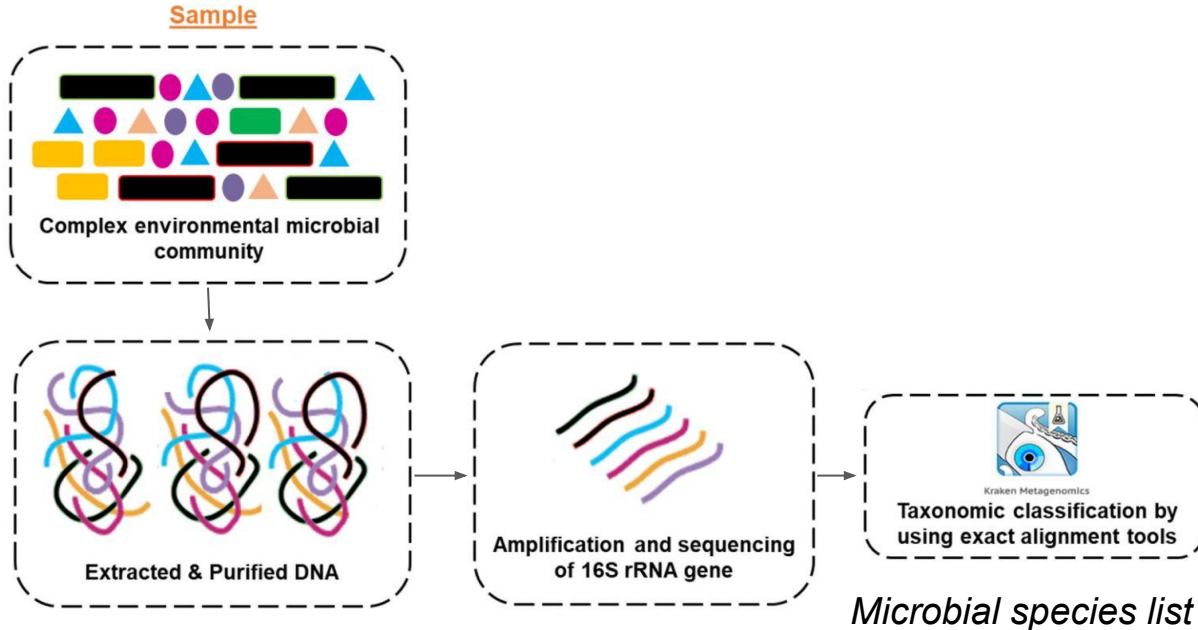 Sample
Complex environmental microbial
community
Extracted & Purified DNA
Amplification and sequencing
of 16S rRNA gene
Kraken Metagenomics
Taxonomic classification by
using exact alignment tools
Microbial species list